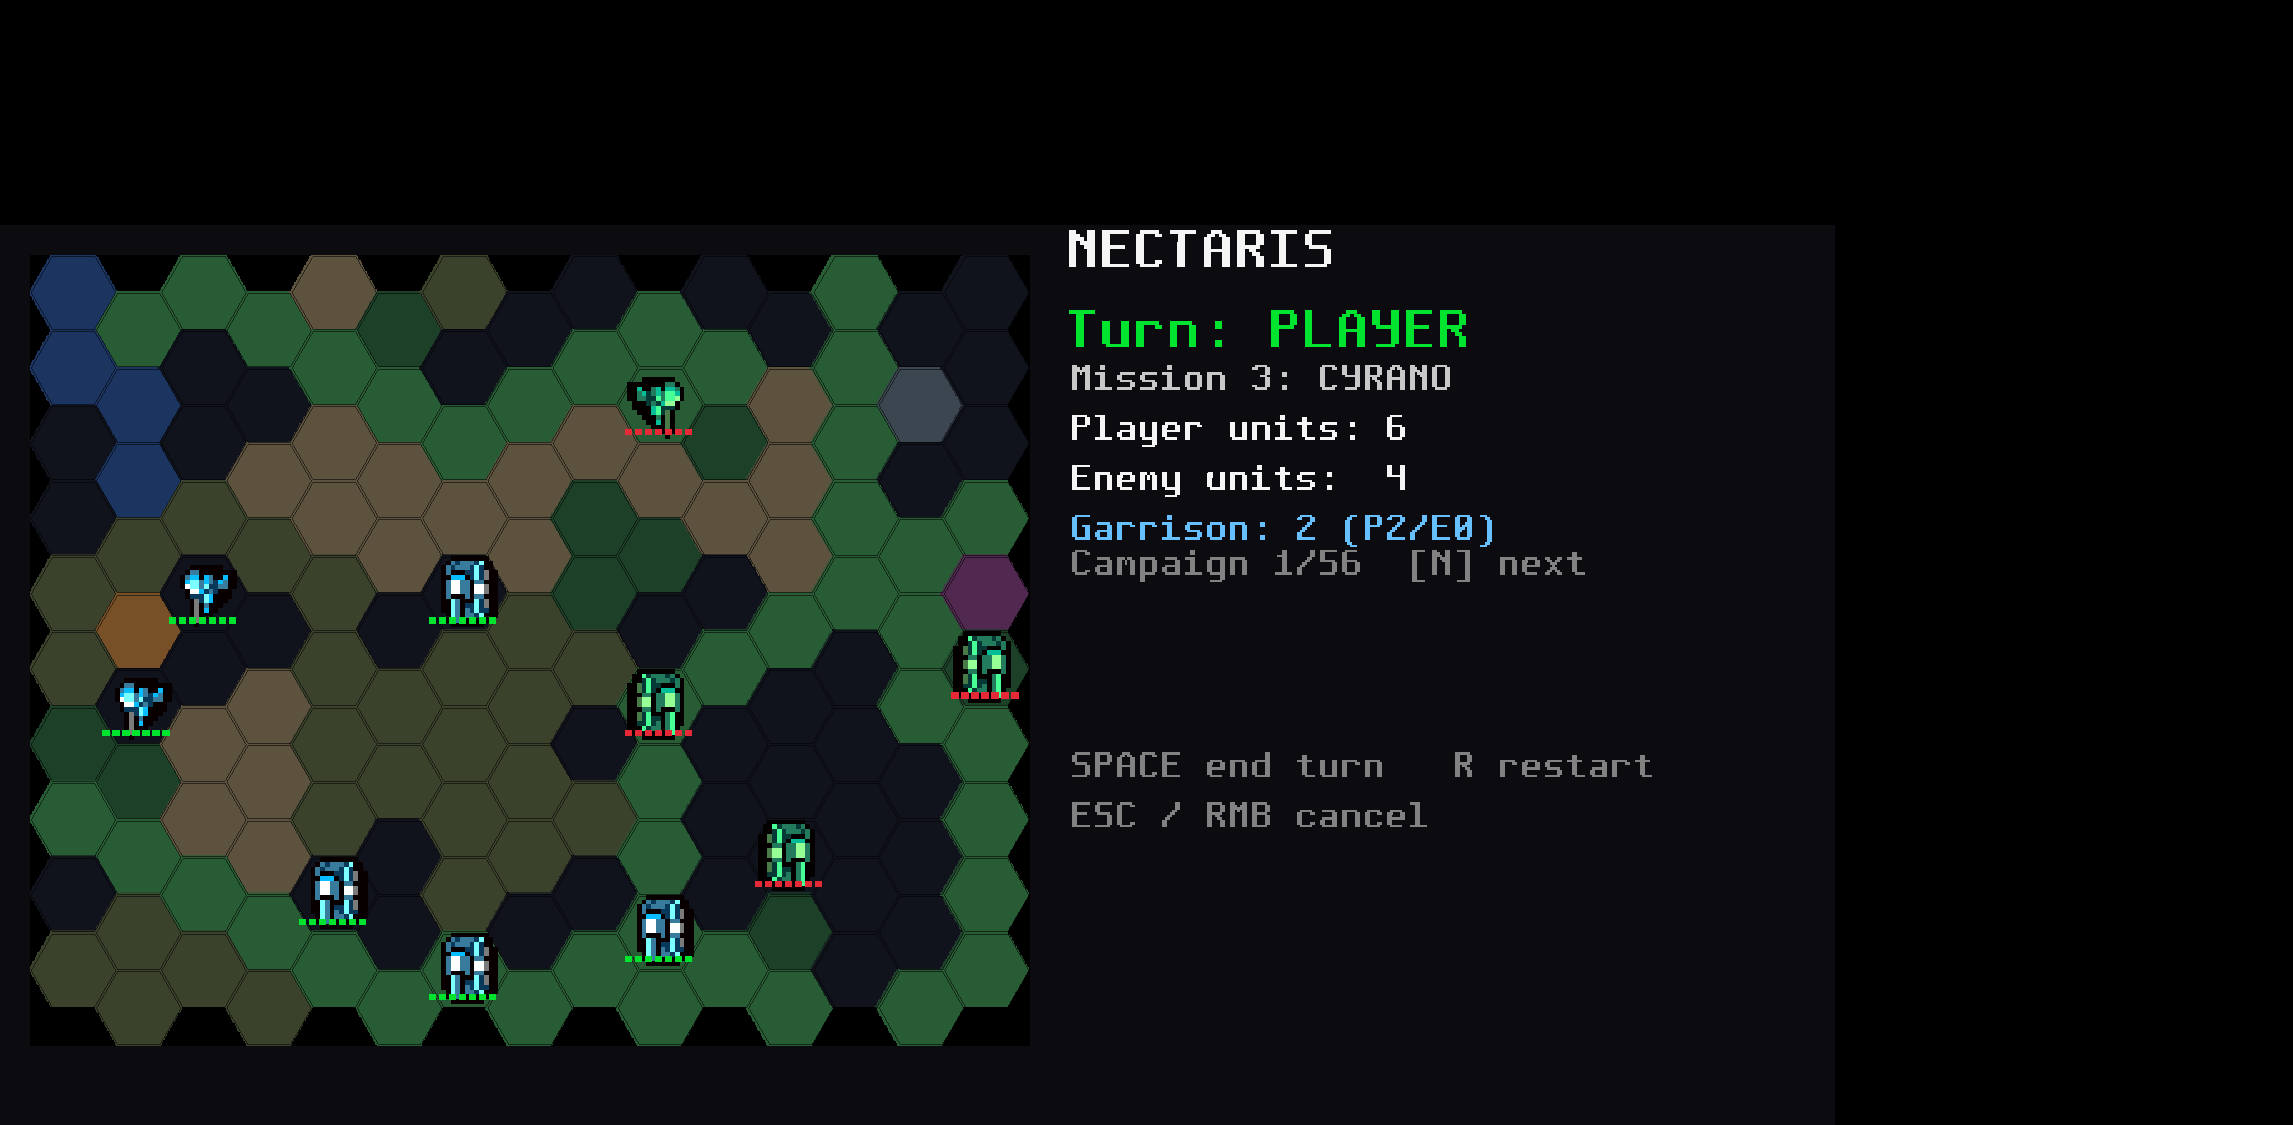 NECTARIS
Turn: PLAYER
Mission 3: CYRANO
Player units: 6
Enemy units:  4
Garrison: 2 (P2/E0)
Campaign 1/56  [N] next
SPACE end turn   R restart
ESC / RMB cancel